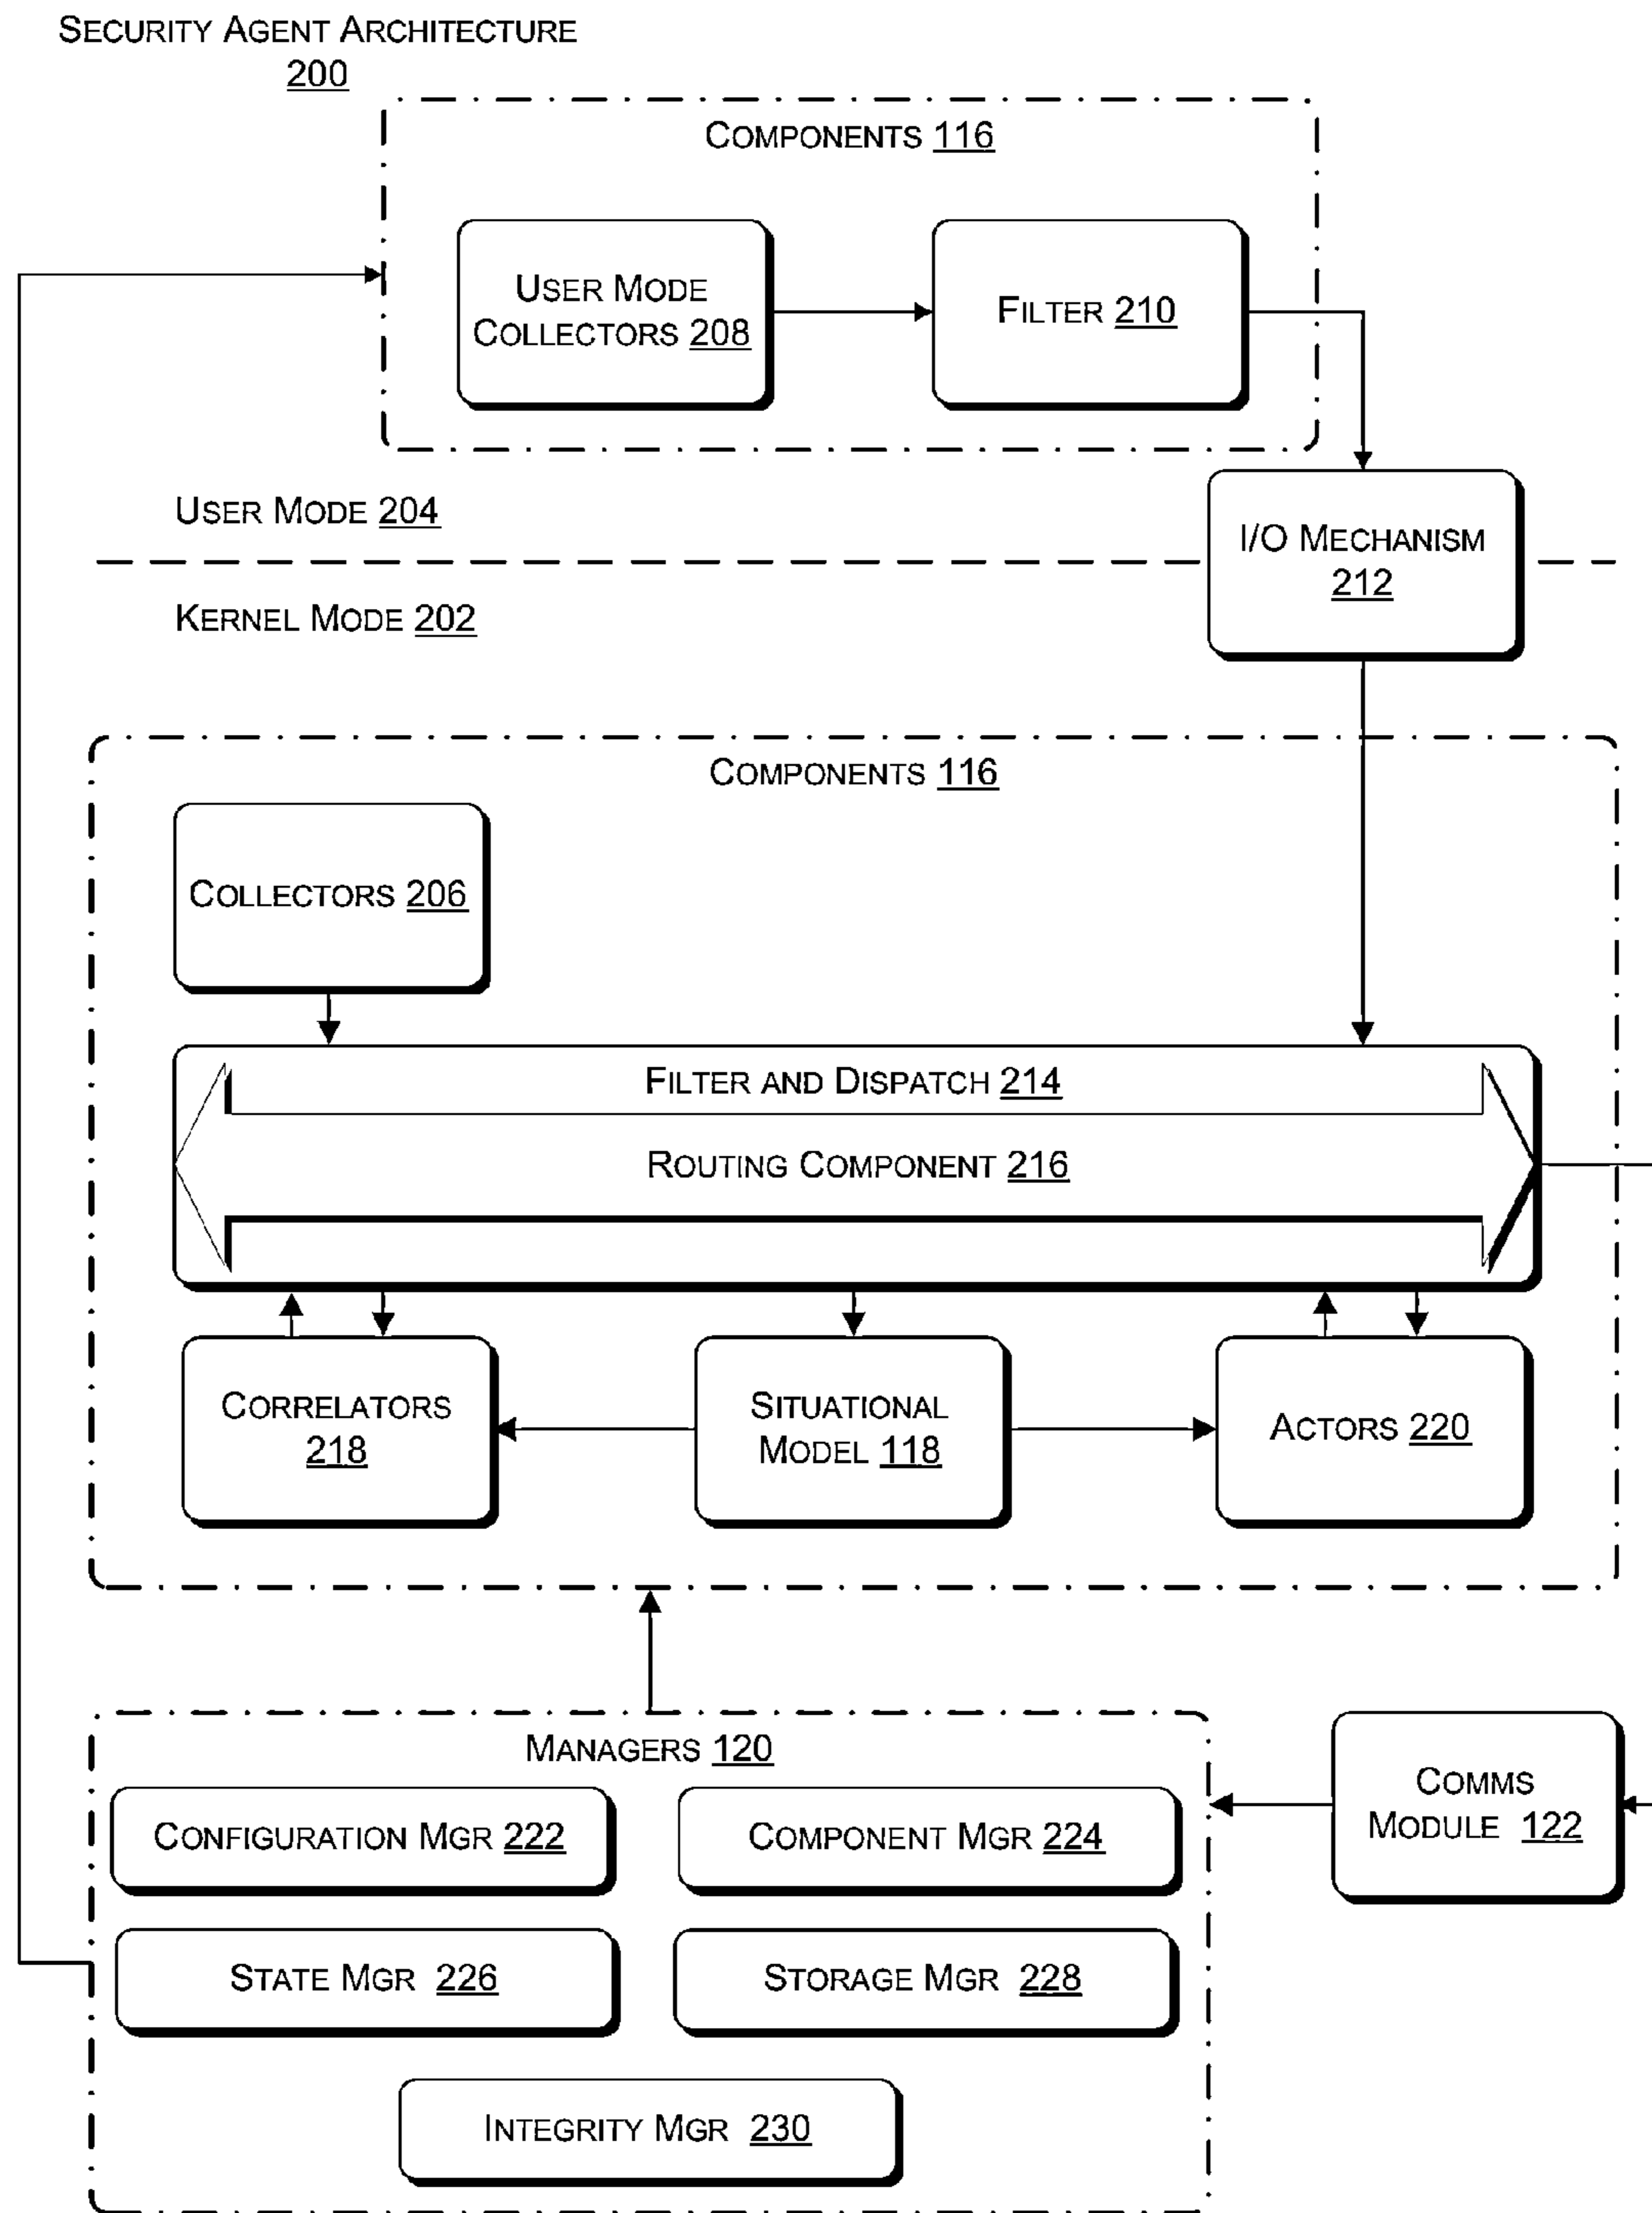 SECURITY AGENT ARCHITECTURE
200
COMPONENTS 116
USER MODE
COLLECTORS 208
FILTER 210
USER MODE 204
I/O MECHANISM
212
KERNEL MODE 202
COMPONENTS 116
COLLECTORS 206
FILTER AND DISPATCH 214
ROUTING COMPONENT 216
CORRELATORS
218
SITUATIONAL
MODEL 118
ACTORS 220
MANAGERS 120
CONFIGURATION MGR 222
COMPONENT MGR 224
COMMS
MODULE 122
STATE MGR 226
STORAGE MGR 228
INTEGRITY MGR 230